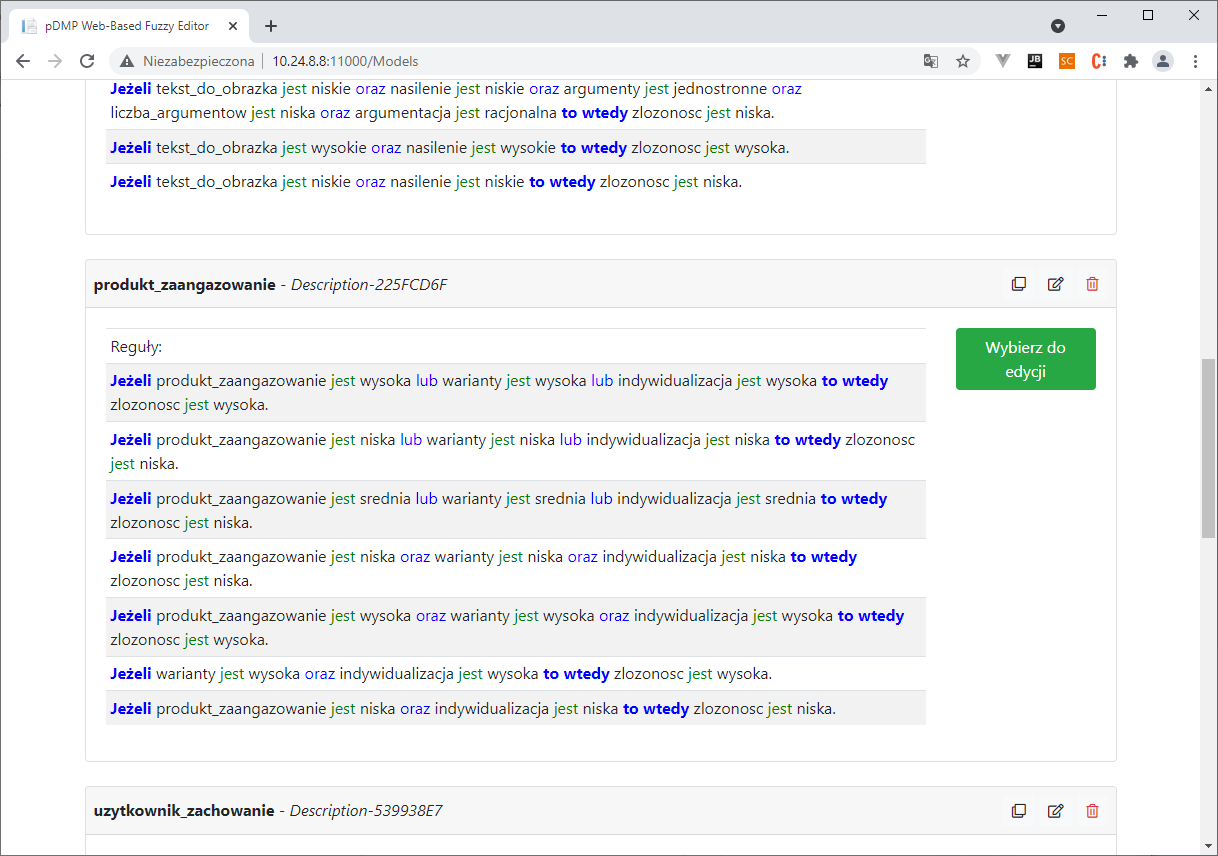 pDMP Web-Based Fuzzy Editor
Niezabezpieczona
10.24.8.8:11000/Models
JB
SC
Jeżeli tekst_do_obrazka jest niskie oraz nasilenie jest niskie oraz argumenty jest jednostronne oraz
liczba_argumentow jest niska oraz argumentacja jest racjonalna to wtedy zlozonosc jest niska.
Jeżeli tekst_do_obrazka jest wysokie oraz nasilenie jest wysokie to wtedy zlozonosc jest wysoka.
Jeżeli tekst_do_obrazka jest niskie oraz nasilenie jest niskie to wtedy zlozonosc jest niska.
produkt_zaangazowanie - Description-225FCD6F
Reguły:
Wybierz do
edycji
Jeżeli produkt_zaangazowanie jest wysoka lub warianty jest wysoka lub indywidualizacja jest wysoka to wtedy
zlozonosc jest wysoka.
Jeżeli produkt_zaangazowanie jest niska lub warianty jest niska lub indywidualizacja jest niska to wtedy zlozonosc
jest niska.
Jeżeli produkt_zaangazowanie jest srednia lub warianty jest srednia lub indywidualizacja jest srednia to wtedy
zlozonosc jest niska.
Jeżeli produkt_zaangazowanie jest niska oraz warianty jest niska oraz indywidualizacja jest niska to wtedy
zlozonosc jest niska.
Jeżeli produkt_zaangazowanie jest wysoka oraz warianty jest wysoka oraz indywidualizacja jest wysoka to wtedy
zlozonosc jest wysoka.
Jeżeli warianty jest wysoka oraz indywidualizacja jest wysoka to wtedy zlozonosc jest wysoka.
Jeżeli produkt_zaangazowanie jest niska oraz indywidualizacja jest niska to wtedy zlozonosc jest niska.
uzytkownik_zachowanie - Description-539938E7